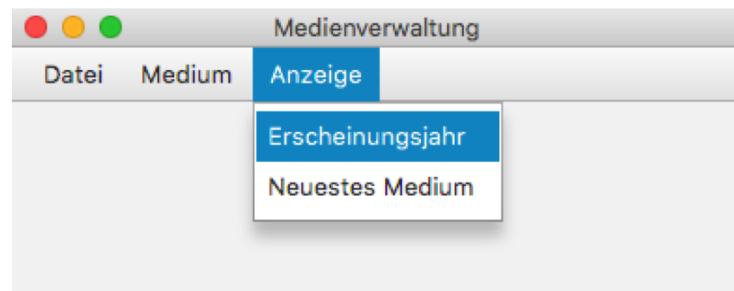 Medienverwaltung
Datei Medium Anzeige
Erscheinungsjahr
Neuestes Medium